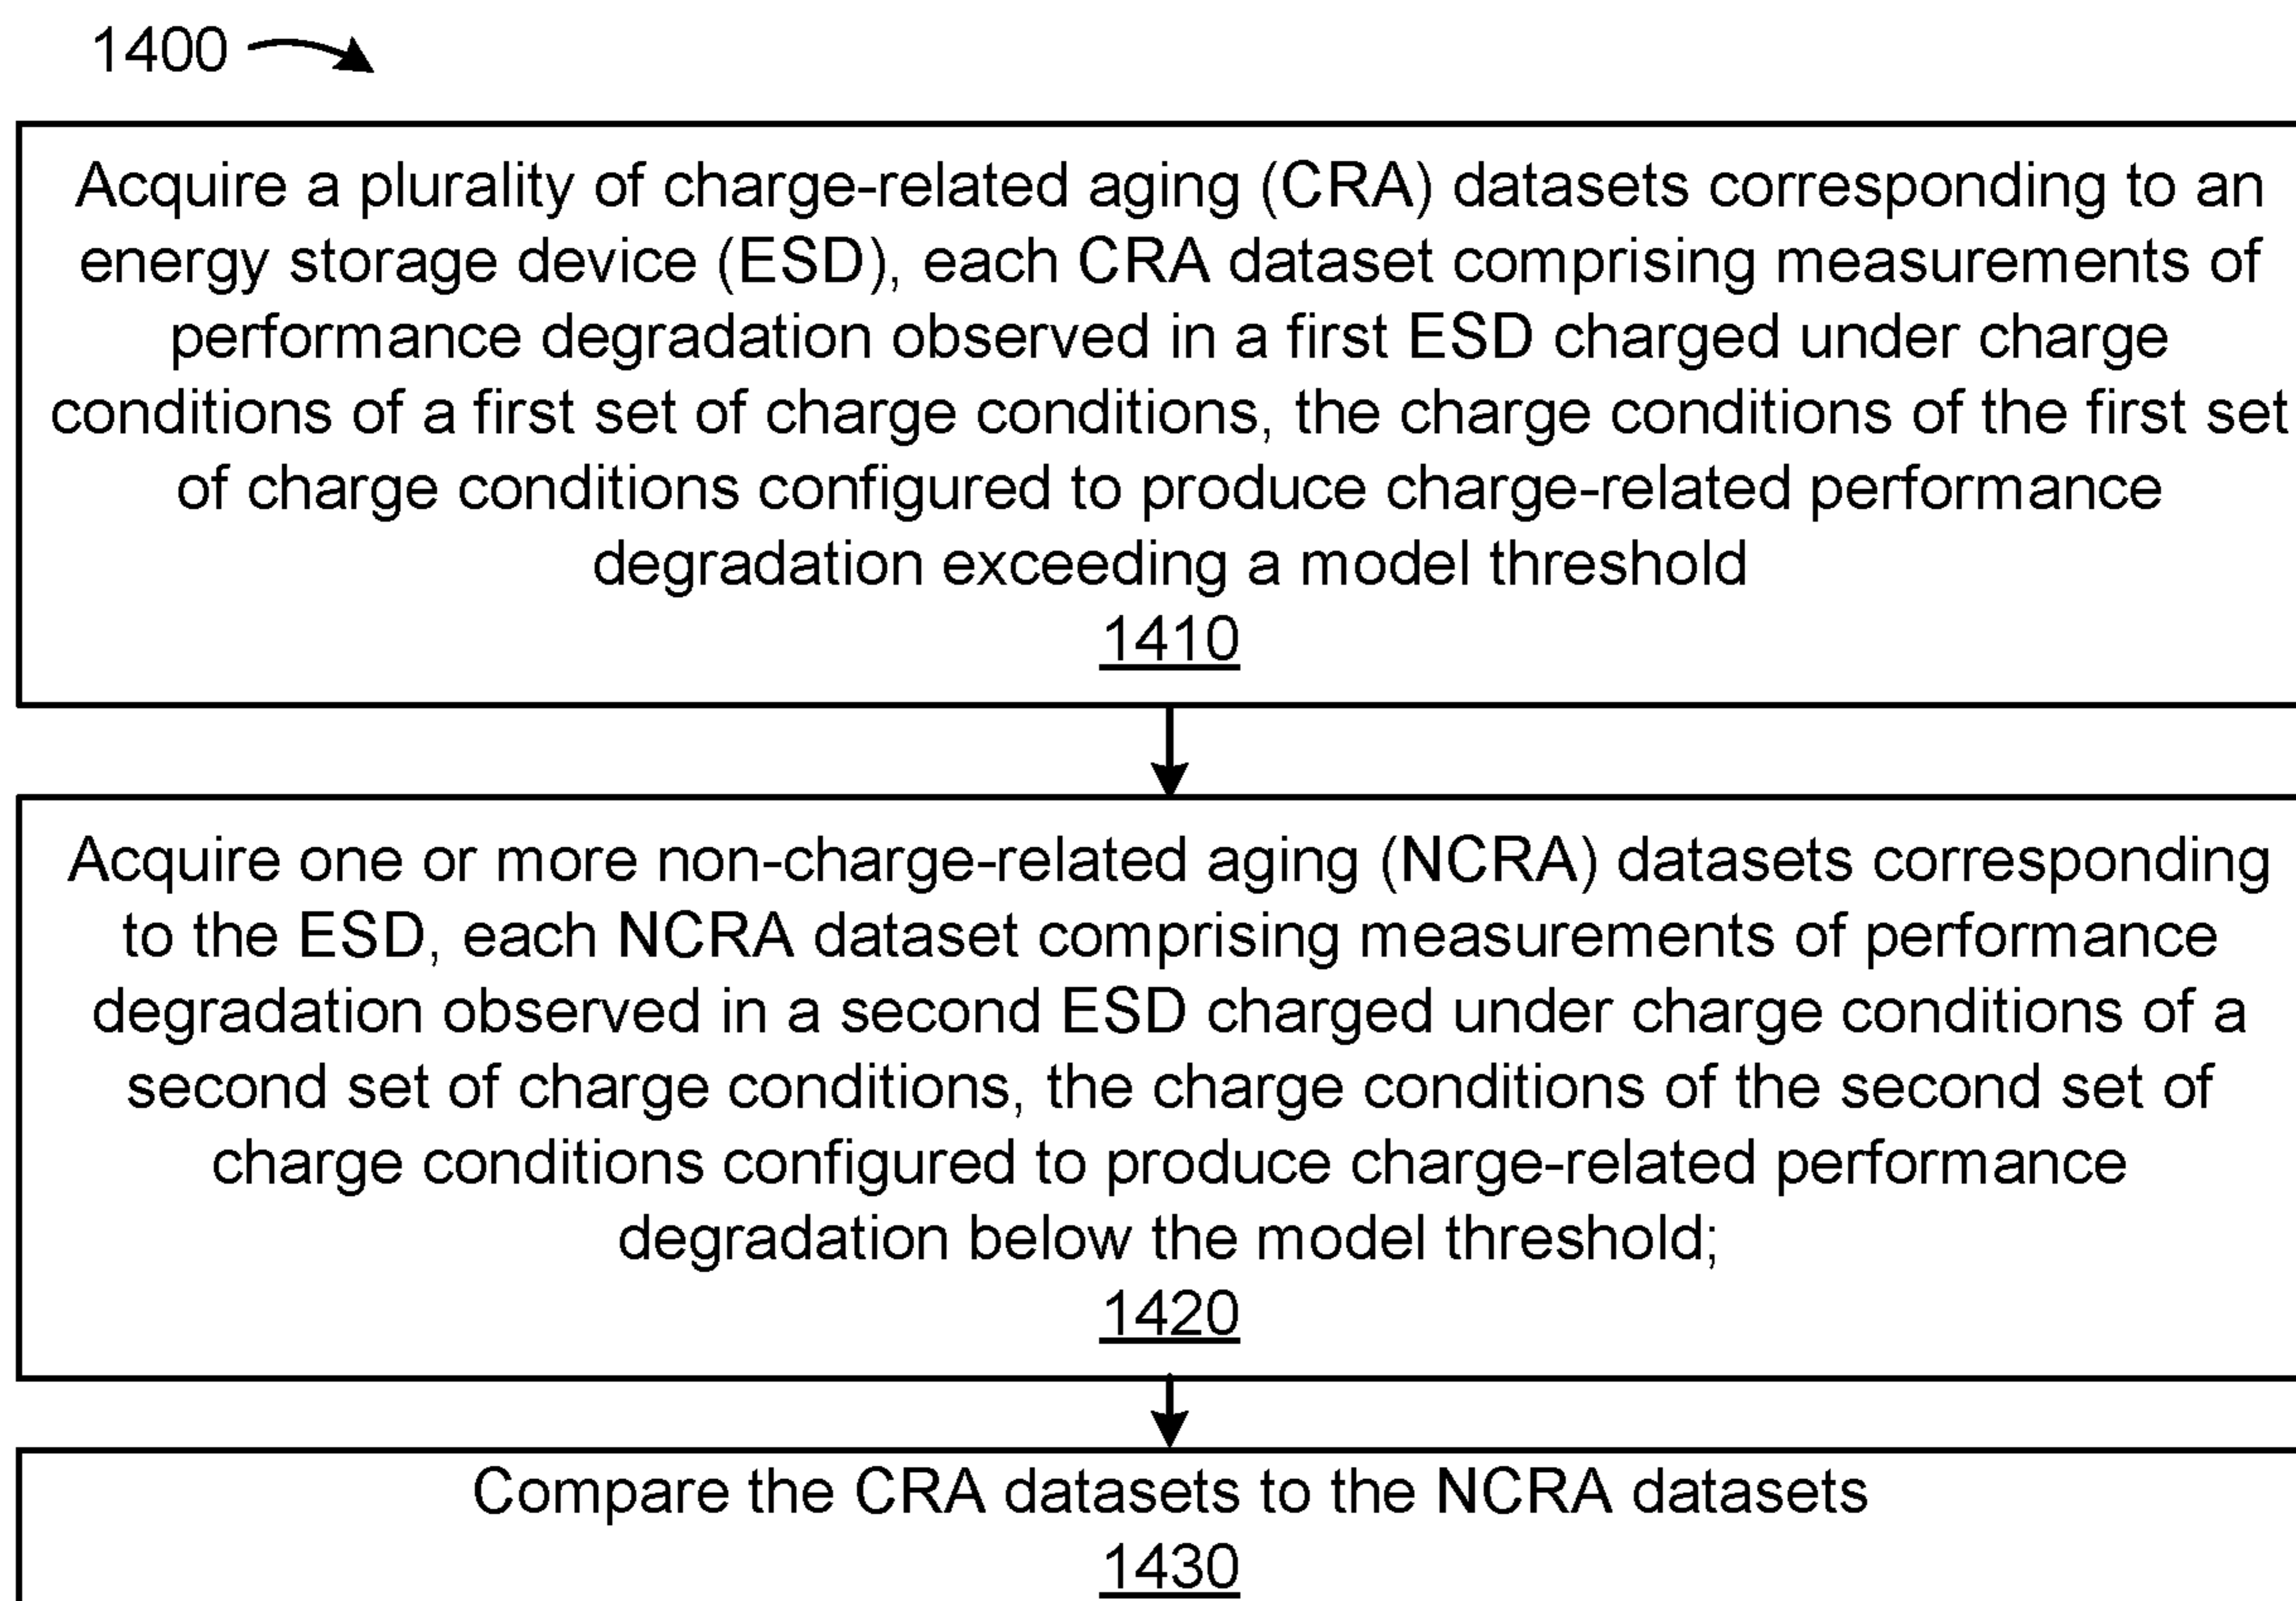 1400
Acquire a plurality of charge-related aging (CRA) datasets corresponding to an
energy storage device (ESD), each CRA dataset comprising measurements of
performance degradation observed in a first ESD charged under charge
conditions of a first set of charge conditions, the charge conditions of the first set
of charge conditions configured to produce charge-related performance
degradation exceeding a model threshold
1410
Acquire one or more non-charge-related aging (NCRA) datasets corresponding
to the ESD, each NCRA dataset comprising measurements of performance
degradation observed in a second ESD charged under charge conditions of a
second set of charge conditions, the charge conditions of the second set of
charge conditions configured to produce charge-related performance
degradation below the model threshold;
1420
Compare the CRA datasets to the NCRA datasets
1430